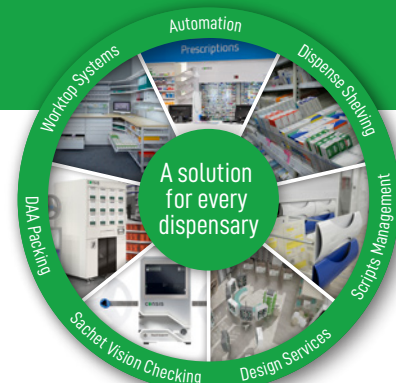 Automation
Dispense Shelving
Scripts Management
Design Services
Sachet Vision Checking
DAA Packing
Worktop Systems
Prescriptions
A solution
for every
dispensary